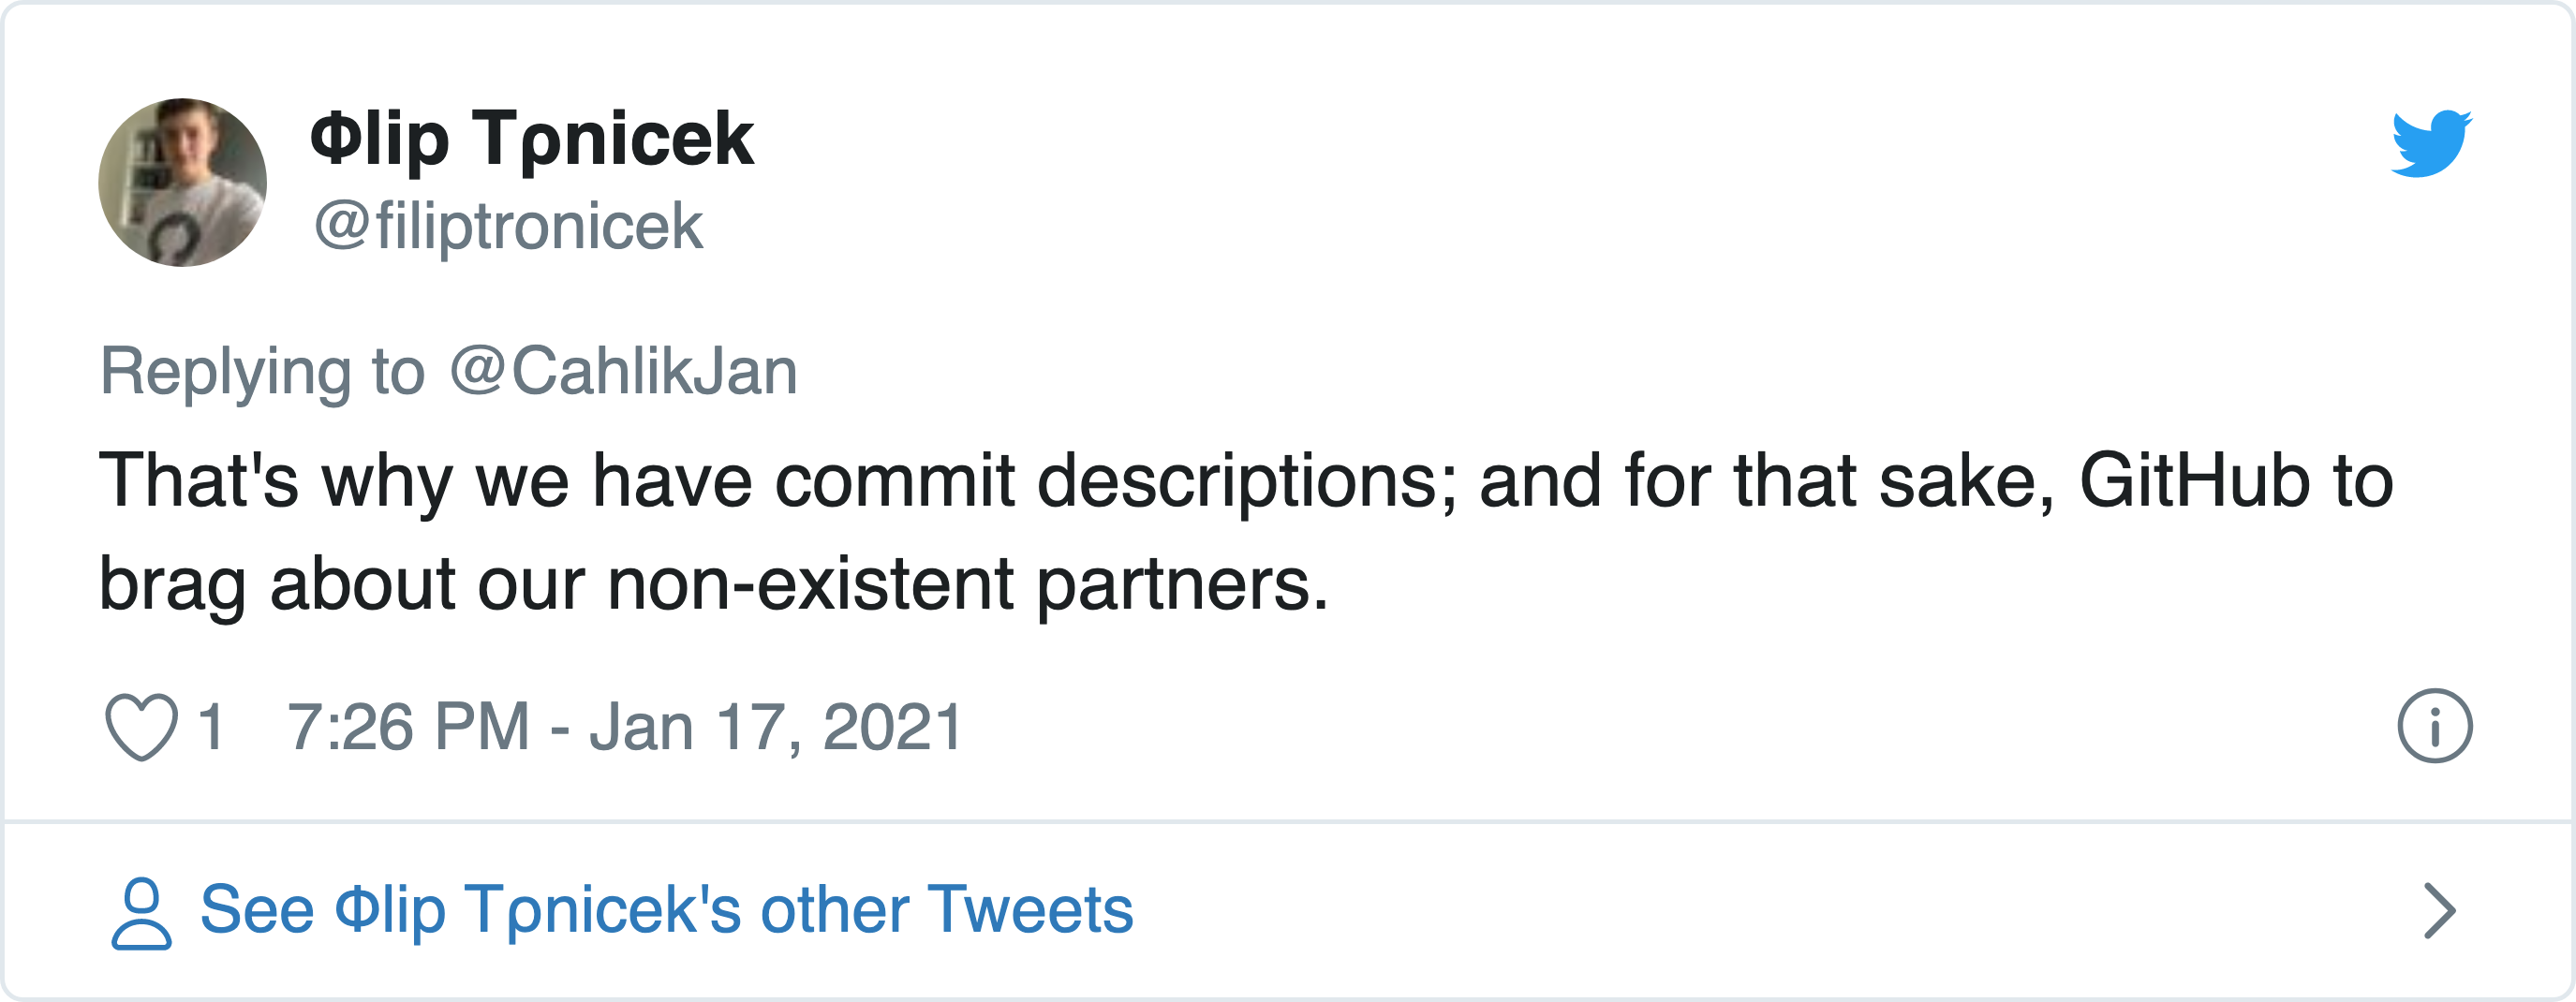 Φlip Tρnicek
@filiptronicek
Replying to @CahlikJan
That's why we have commit descriptions; and for that sake, GitHub to
brag about our non-existent partners.
1 7:26 PM - Jan 17, 2021
See Φlip Tρnicek's other Tweets